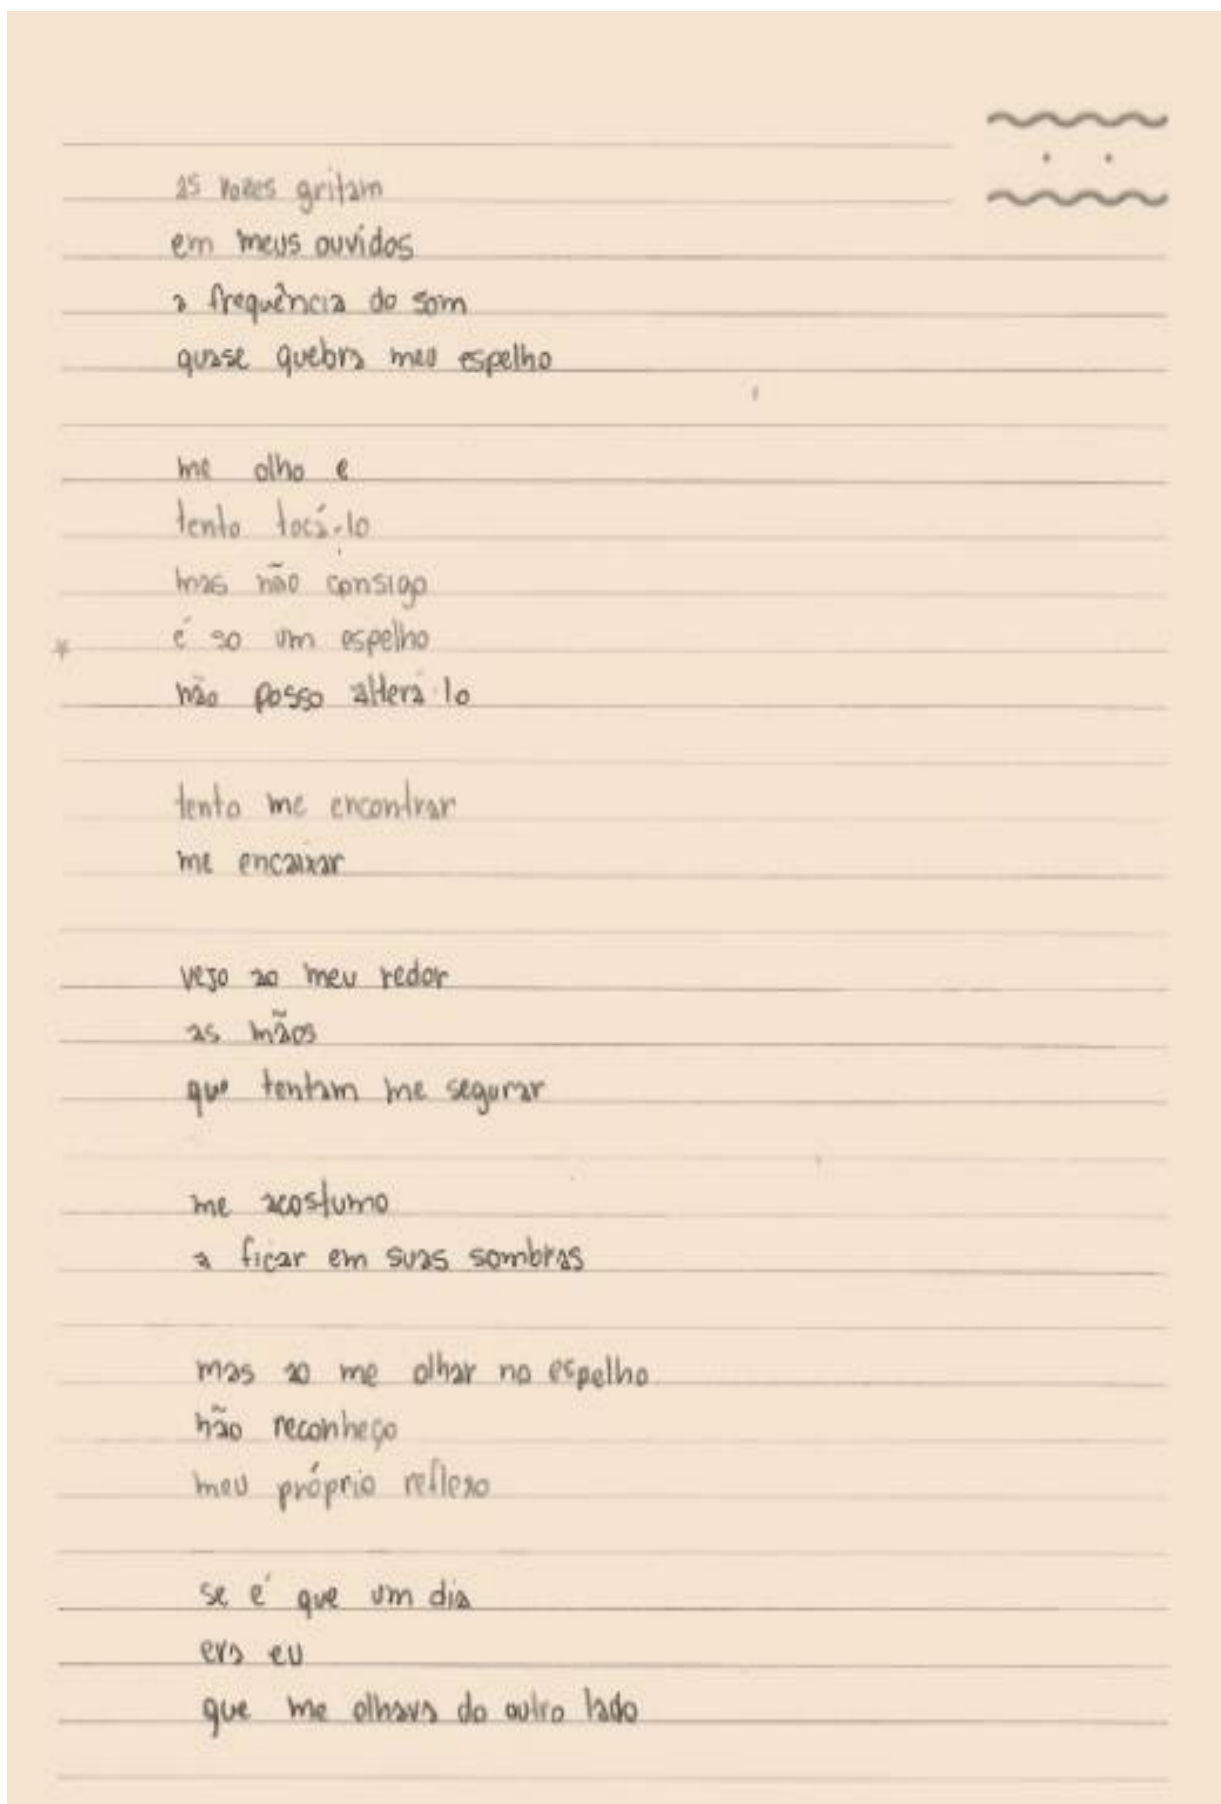 as vozes gritam
em meus ouvidos
a frequência do som
quase quebra meu espelho
me olho e
tento tocá-lo
mas não consigo
é so um espelho
não posso alterá-lo
tento me encontrar
me encaixar
vejo ao meu redor
as mãos
que tentam me segurar
me acostumo
a ficar em suas sombras
mas ao me olhar no espelho
não reconheço
meu próprio reflexo
se é que um dia
era eu
que me olhava do outro lado